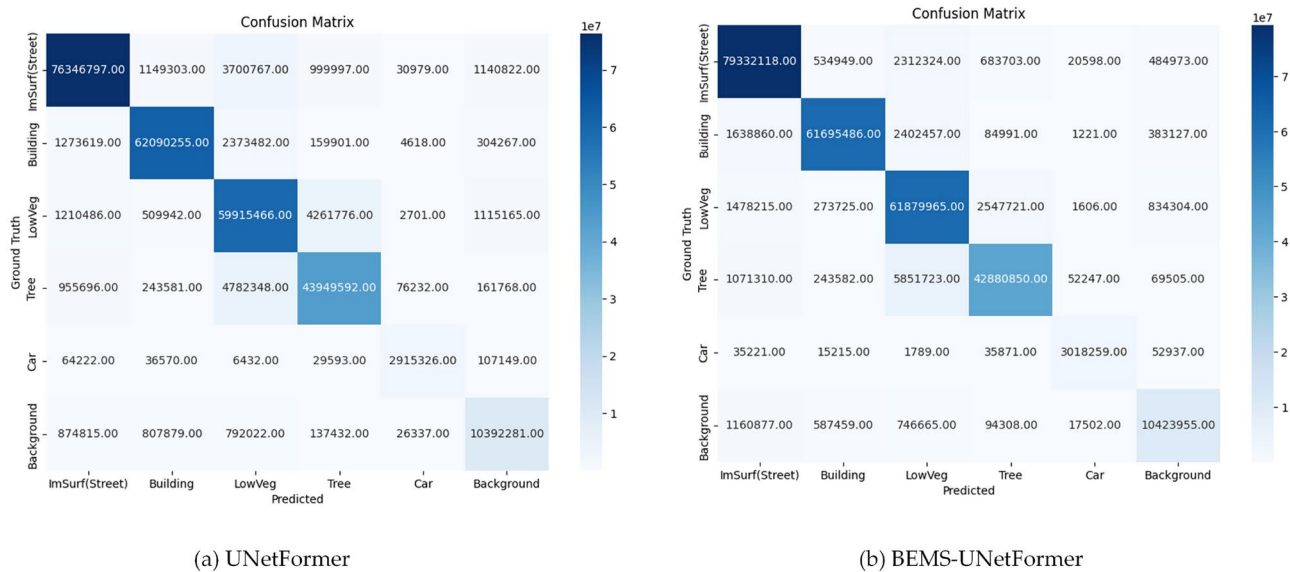 Confusion Matrix
1e7
ImSurf(Street)
76346797.00 1149303.00 3700767.00 999997.00 30979.00 1140822.00
7
Building
1273619.00 62090255.00 2373482.00 159901.00 4618.00 304267.00
6
5
LowVeg
1210486.00 509942.00 59915466.00 4261776.00 2701.00 1115165.00
Ground Truth
4
Tree
955696.00 243581.00 4782348.00 43949592.00 76232.00 161768.00
3
Car
64222.00 36570.00 6432.00 29593.00 2915326.00 107149.00
2
Background
874815.00 807879.00 792022.00 137432.00 26337.00 10392281.00
1
ImSurf(Street) Building LowVeg Tree Car Background
Predicted
(a) UNetFormer
Confusion Matrix
1e7
ImSurf(Street)
79332118.00 534949.00 2312324.00 683703.00 20598.00 484973.00
7
Building
1638860.00 61695486.00 2402457.00 84991.00 1221.00 383127.00
6
5
LowVeg
1478215.00 273725.00 61879965.00 2547721.00 1606.00 834304.00
Ground Truth
4
Tree
1071310.00 243582.00 5851723.00 42880850.00 52247.00 69505.00
3
Car
35221.00 15215.00 1789.00 35871.00 3018259.00 52937.00
2
Background
1160877.00 587459.00 746665.00 94308.00 17502.00 10423955.00
1
ImSurf(Street) Building LowVeg Tree Car Background
Predicted
(b) BEMS-UNetFormer